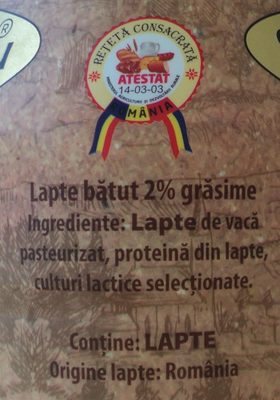 ®
REȚETĂ CONSACRATĂ
ATESTAT
14-03-03
ROMÂNIA
Lapte bătut 2% grăsime
Ingrediente: Lapte de vacă
pasteurizat, proteină din lapte,
culturi lactice selecționate.
Conține: LAPTE
Origine lapte: România